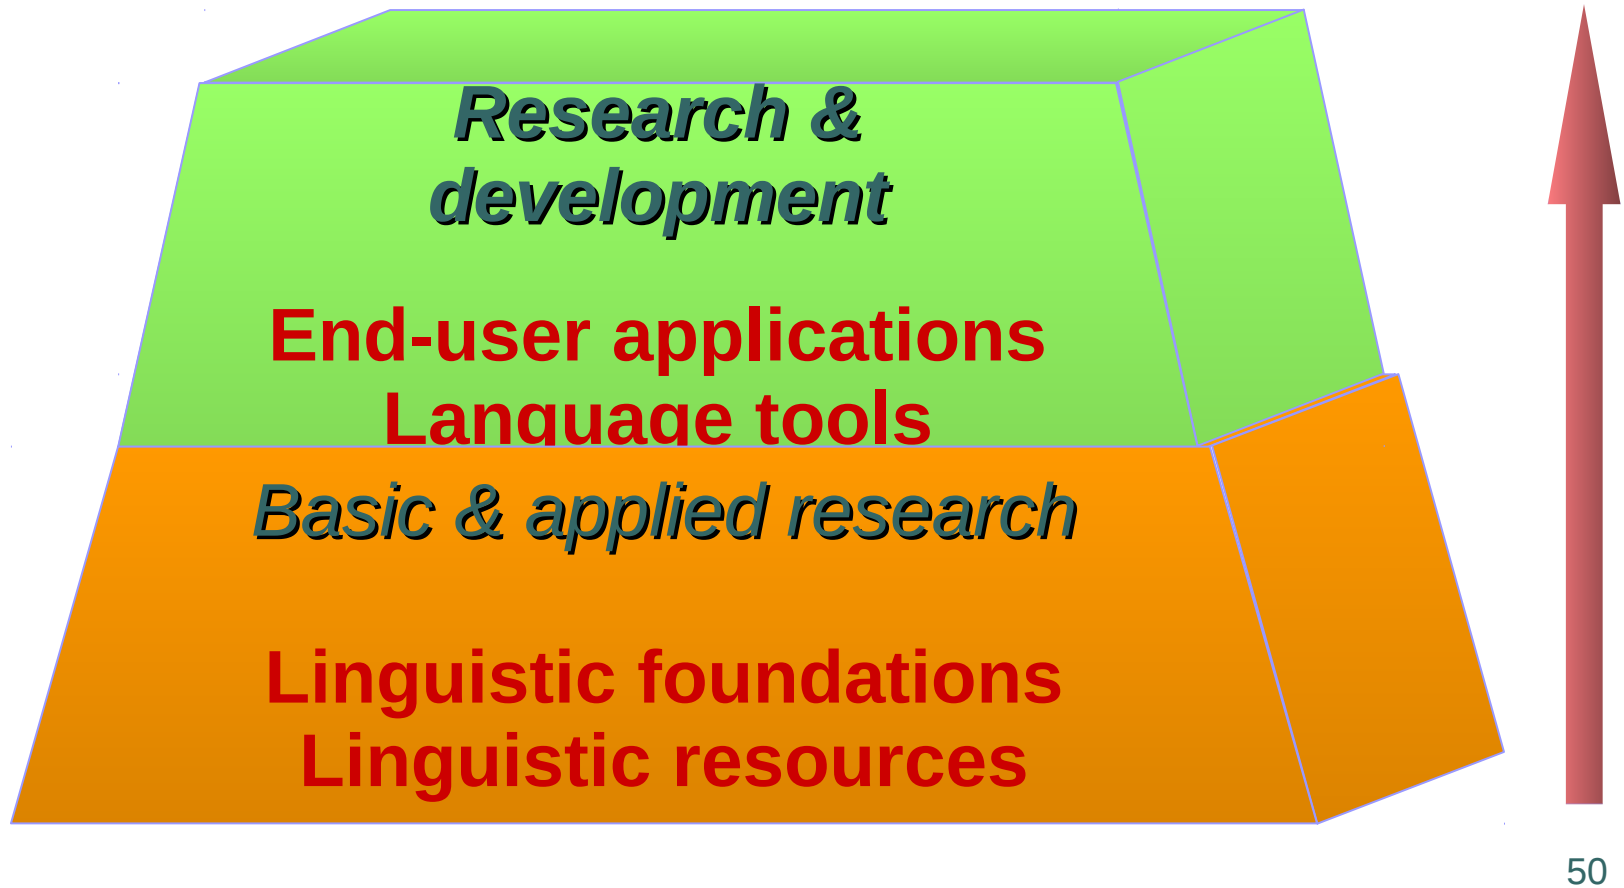 Research &
development
End-user applications
Language tools
Basic & applied research
Linguistic foundations
Linguistic resources
50